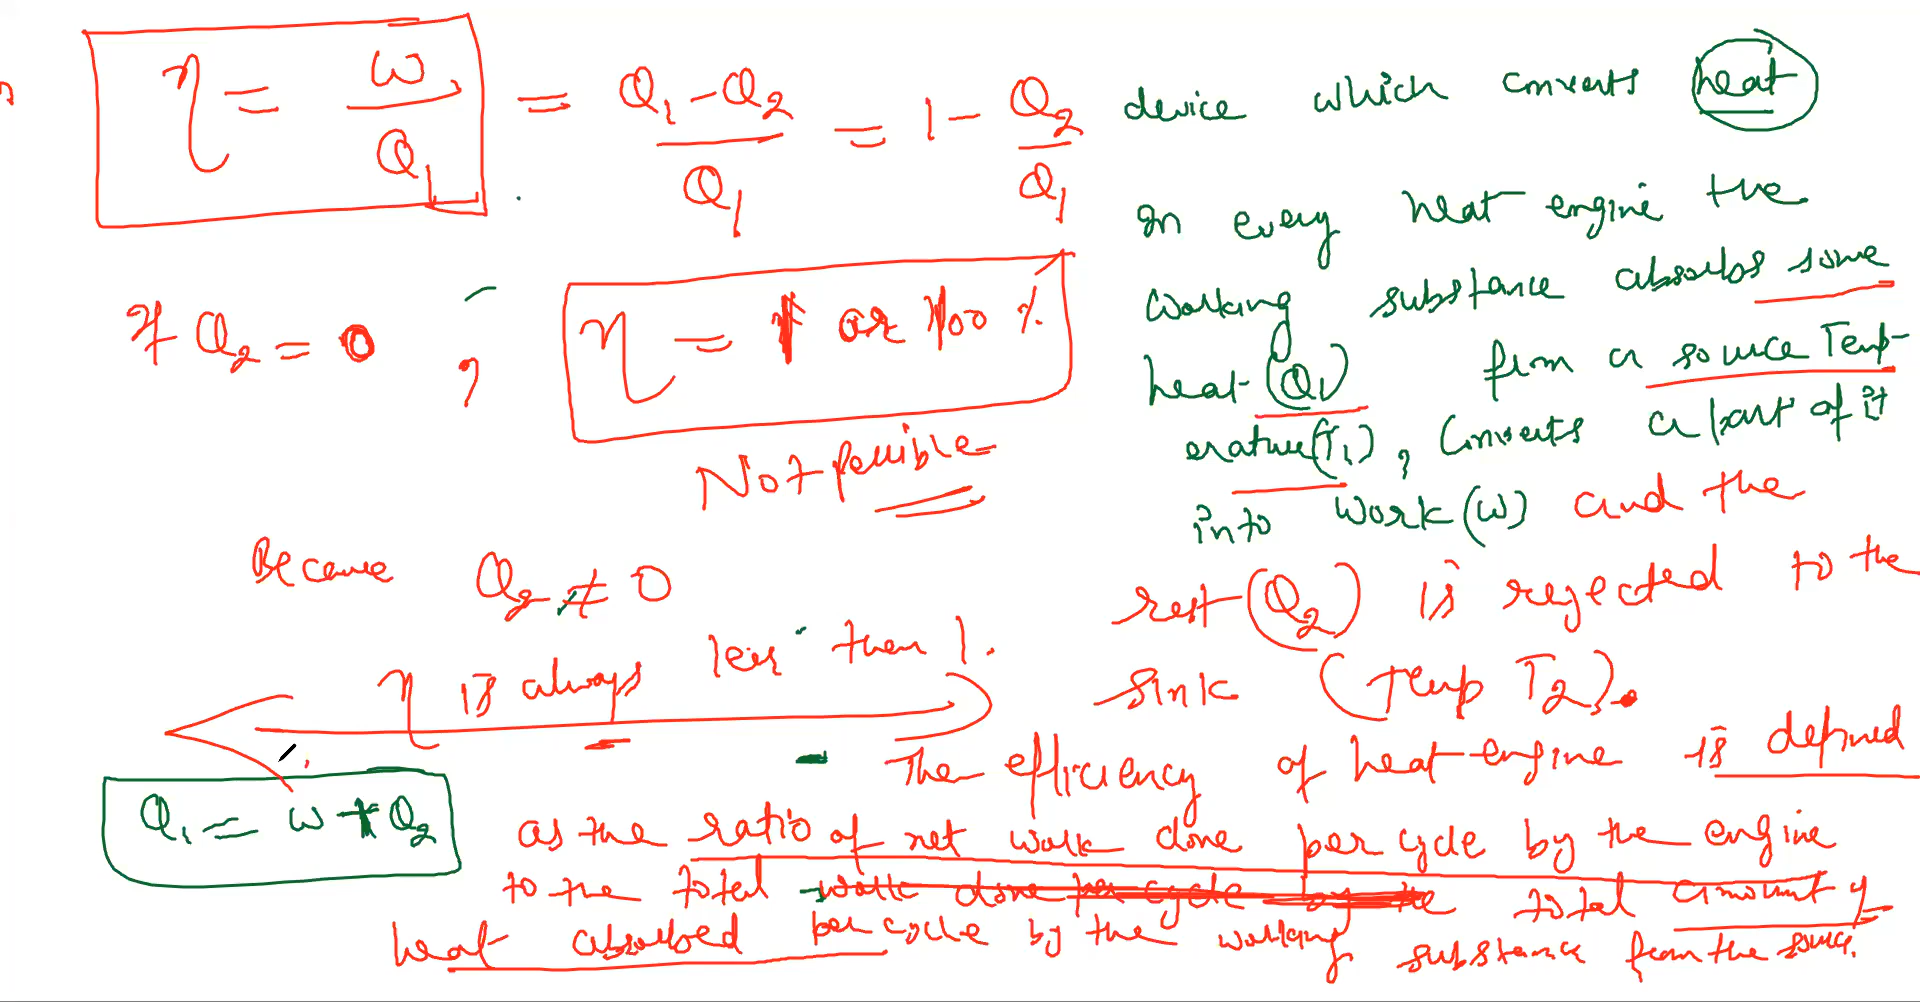 η = W / Q1 = Q1 - Q2 / Q1 = 1 - Q2 / Q1
If Q2 = 0 , η = 1 or 100 %
Not possible
Because Q2 ≠ 0
η is always less then 1.
Q1 = W + Q2
device which converts heat
In every heat engine the
working substance absorbs some
heat (Q1) from a source Temp-
erature (T1), Converts a part of it
into work (W) and the
rest (Q2) is rejected to the
sink (Temp T2).
The efficiency of heat engine is defined
as the ratio of net work done per cycle by the engine
to the total work done per cycle by the total amount of
heat absorbed per cycle by the working substance from the source.